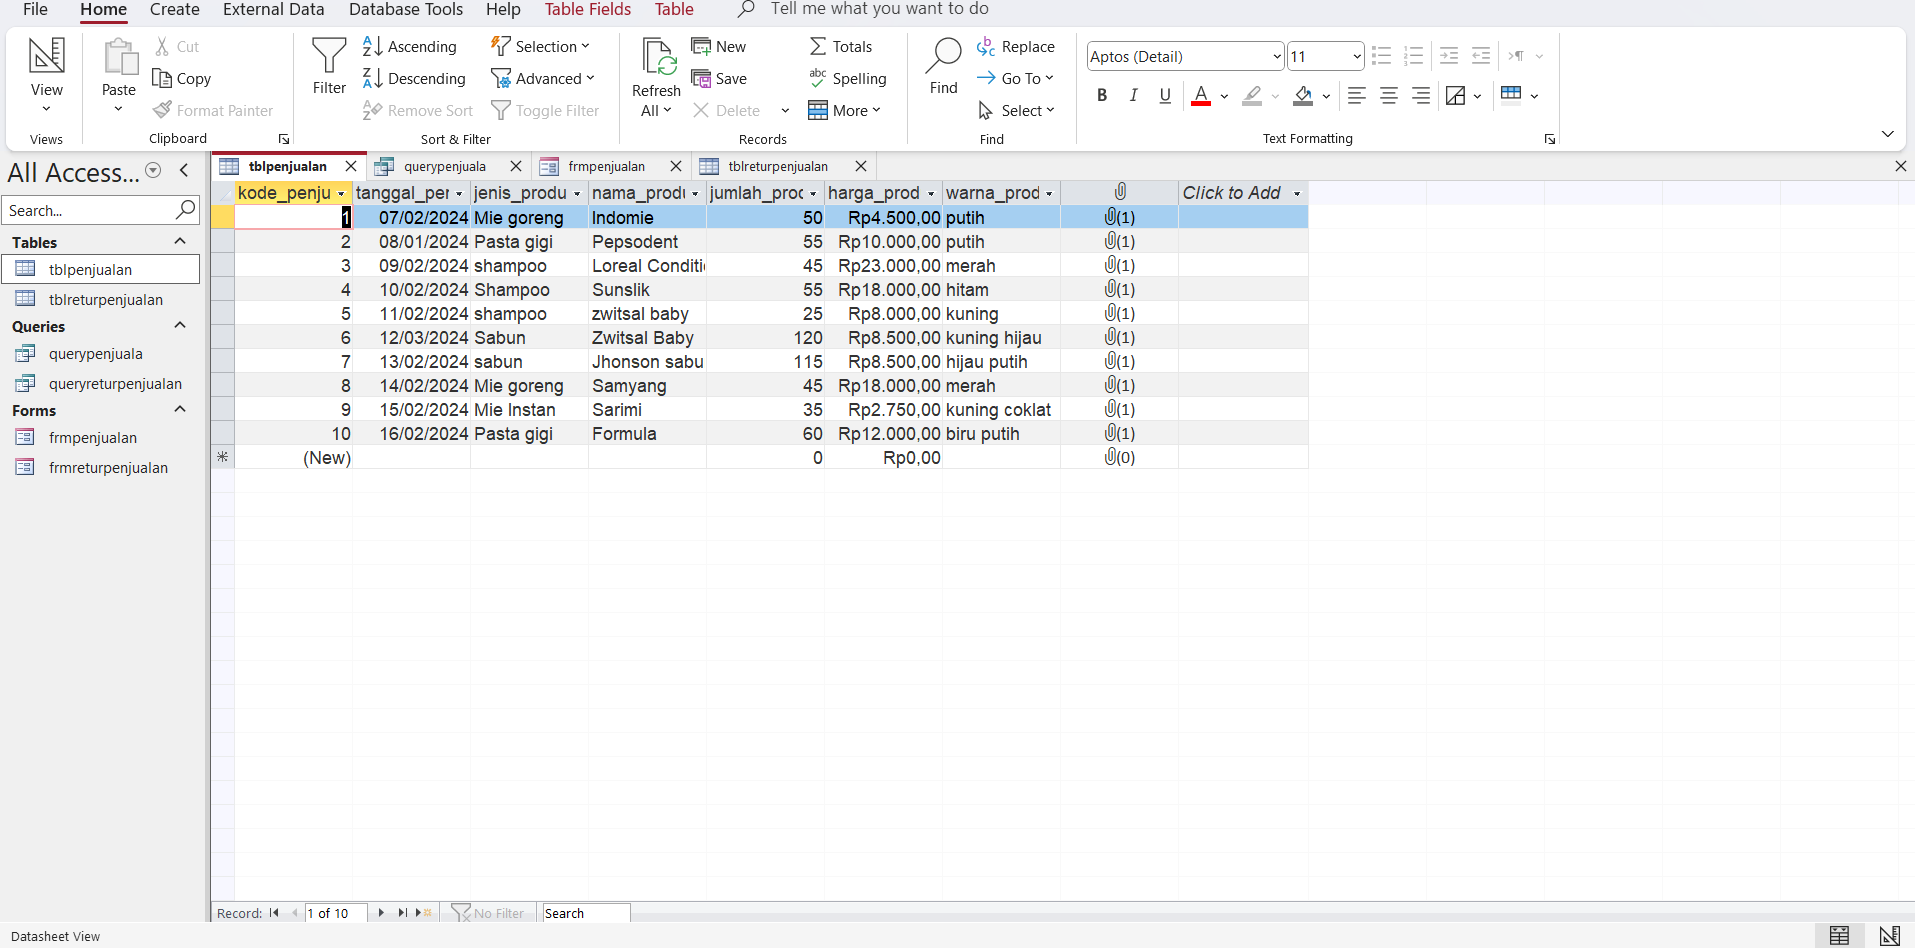 File Home Create External Data Database Tools Help Table Fields Table Tell me what you want to do
View
Views
Paste
Cut
Copy
Format Painter
Clipboard
Filter
Ascending
Descending
Remove Sort
Selection
Advanced
Toggle Filter
Sort & Filter
Refresh
All
New
Save
Delete
Totals
Spelling
More
Records
Find
Replace
Go To
Select
Find
Aptos (Detail) 11
B I U A
Text Formatting
All Access...
Search...
Tables
tblpenjualan
tblreturpenjualan
Queries
querypenjuala
queryreturpenjualan
Forms
frmpenjualan
frmreturpenjualan
tblpenjualan querypenjuala frmpenjualan tblreturpenjualan
kode_penju tanggal_per jenis_produ nama_produ jumlah_prod harga_prod warna_prod Click to Add
1 07/02/2024 Mie goreng Indomie 50 Rp4.500,00 putih (1)
2 08/01/2024 Pasta gigi Pepsodent 55 Rp10.000,00 putih (1)
3 09/02/2024 shampoo Loreal Conditi 45 Rp23.000,00 merah (1)
4 10/02/2024 Shampoo Sunslik 55 Rp18.000,00 hitam (1)
5 11/02/2024 shampoo zwitsal baby 25 Rp8.000,00 kuning (1)
6 12/03/2024 Sabun Zwitsal Baby 120 Rp8.500,00 kuning hijau (1)
7 13/02/2024 sabun Jhonson sabu 115 Rp8.500,00 hijau putih (1)
8 14/02/2024 Mie goreng Samyang 45 Rp18.000,00 merah (1)
9 15/02/2024 Mie Instan Sarimi 35 Rp2.750,00 kuning coklat (1)
10 16/02/2024 Pasta gigi Formula 60 Rp12.000,00 biru putih (1)
(New) 0 Rp0,00 (0)
Record: 1 of 10 No Filter Search
Datasheet View